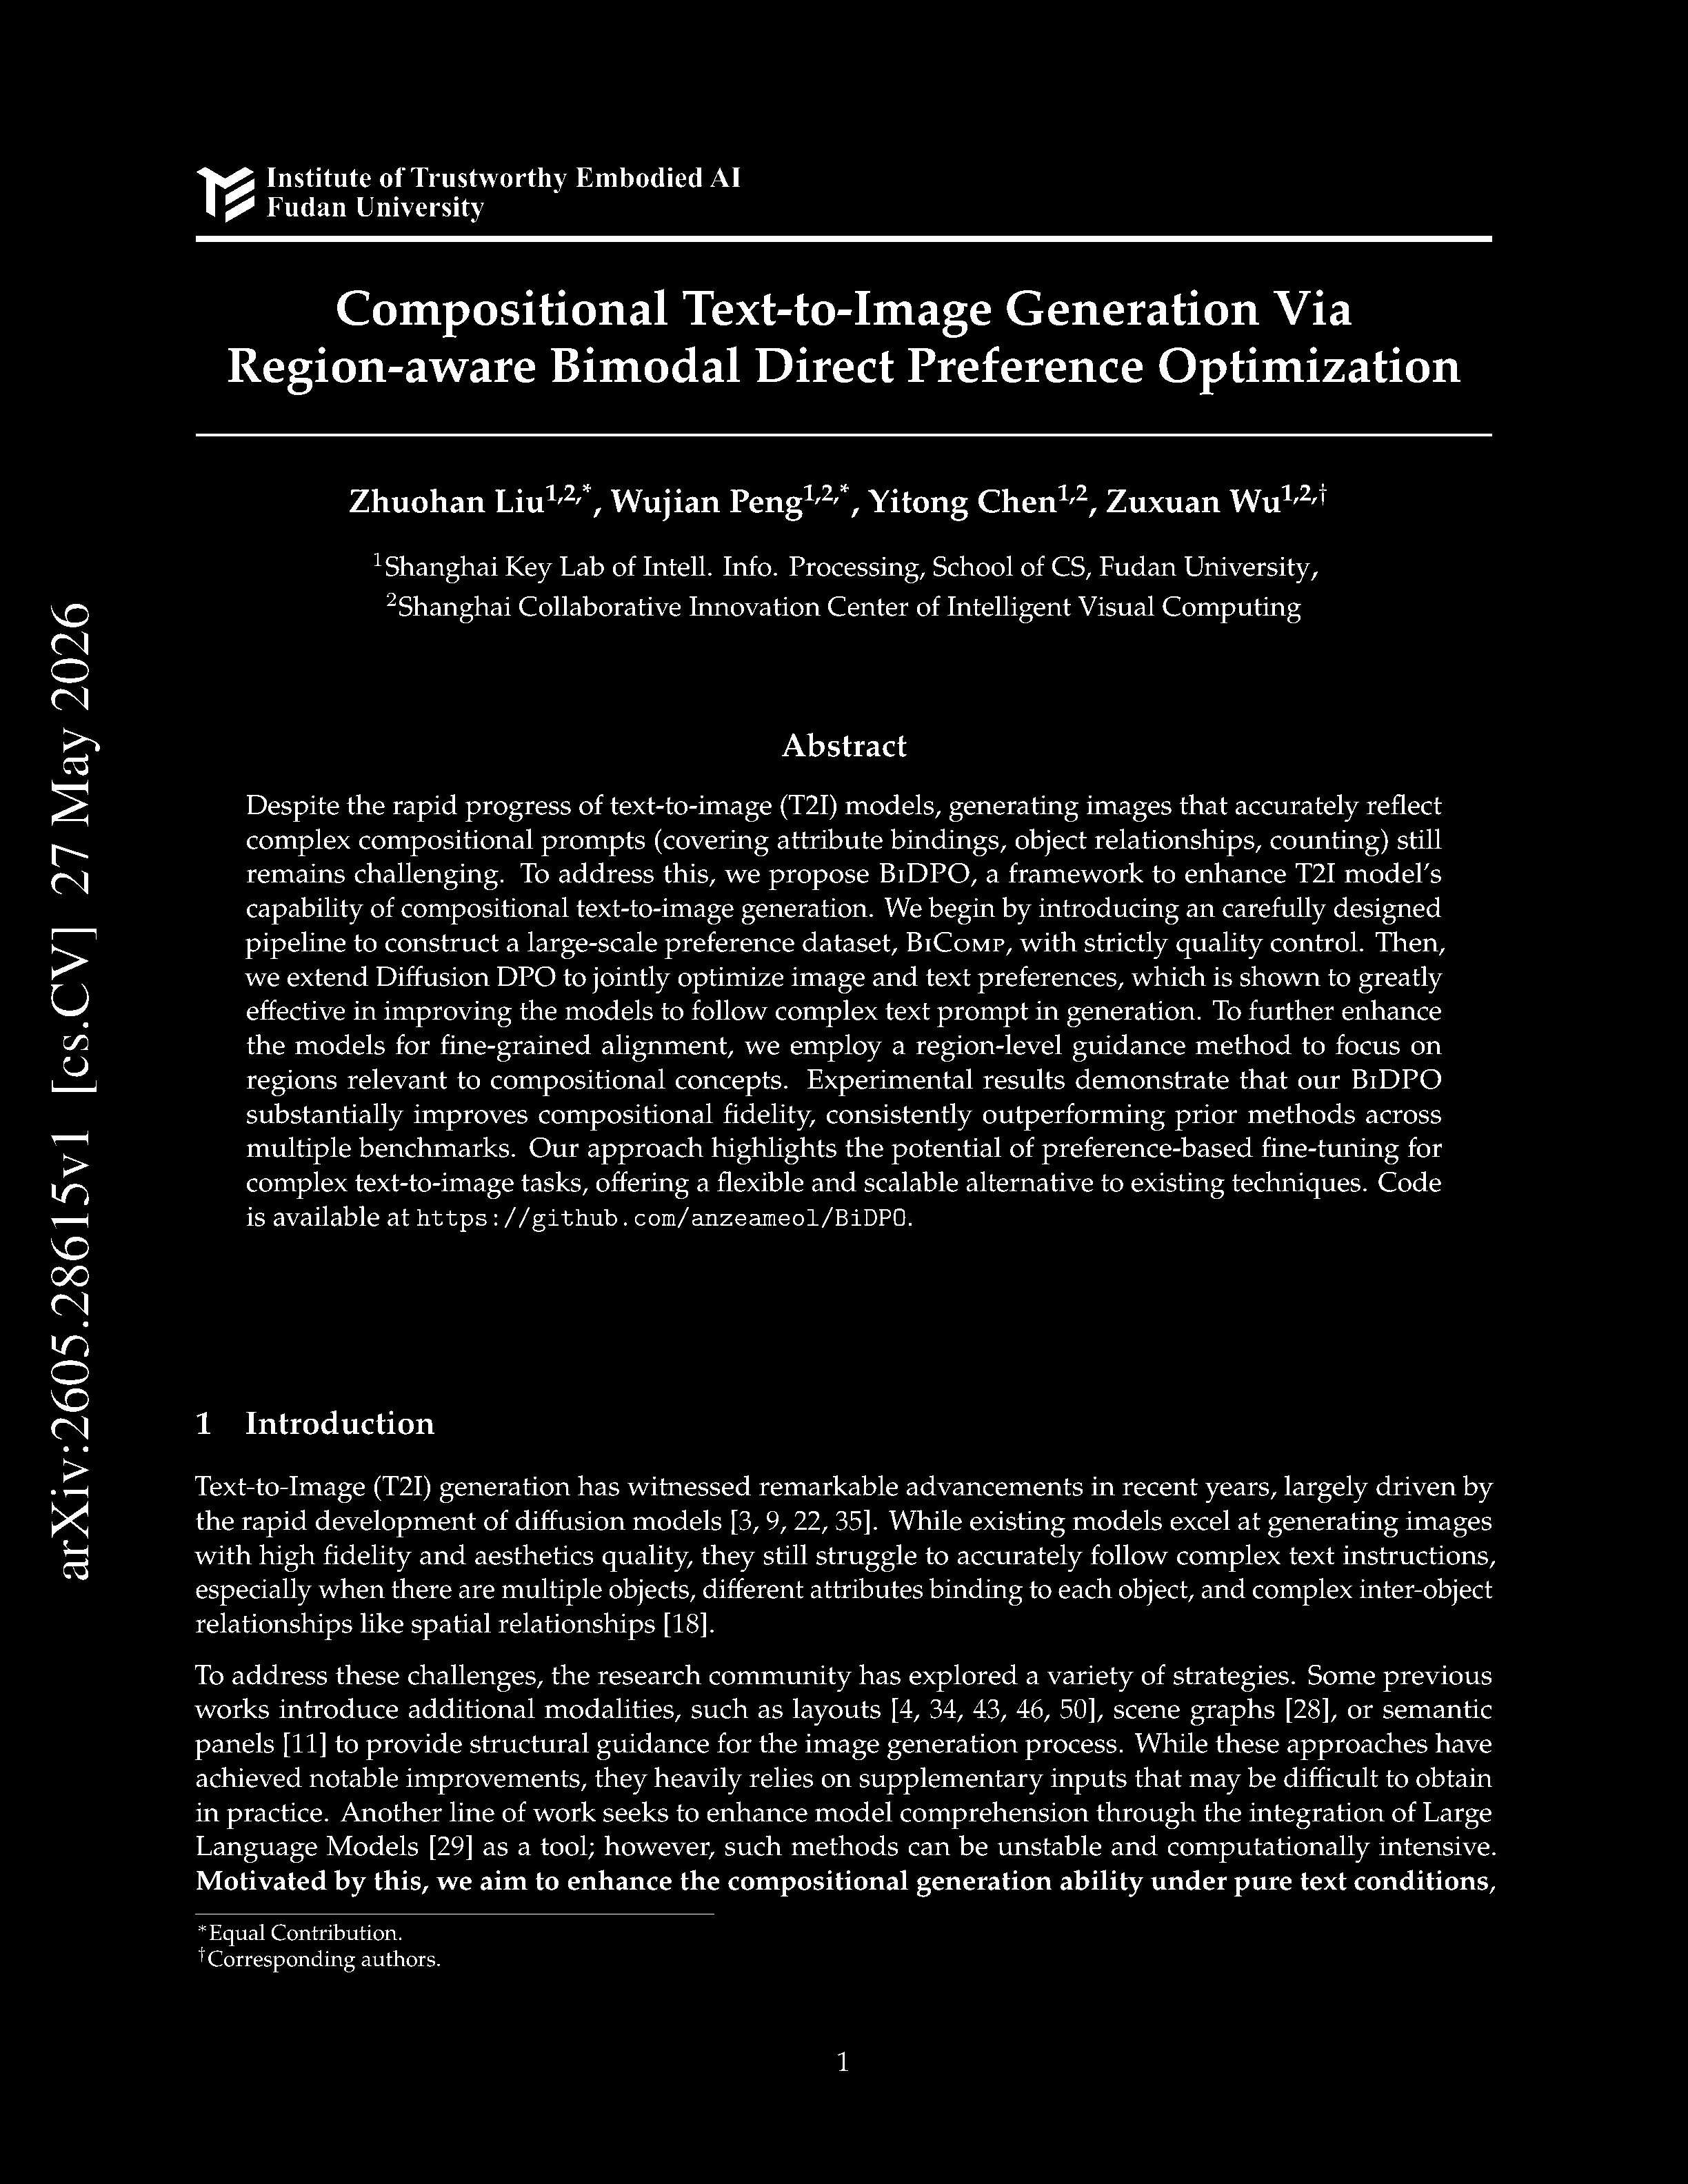 Institute of Trustworthy Embodied AI
Fudan University
Compositional Text-to-Image Generation Via
Region-aware Bimodal Direct Preference Optimization
Zhuohan Liu1,2,*, Wujian Peng1,2,*, Yitong Chen1,2, Zuxuan Wu1,2,†
1Shanghai Key Lab of Intell. Info. Processing, School of CS, Fudan University,
2Shanghai Collaborative Innovation Center of Intelligent Visual Computing
arXiv:2605.28615v1 [cs.CV] 27 May 2026
Abstract
Despite the rapid progress of text-to-image (T2I) models, generating images that accurately reflect
complex compositional prompts (covering attribute bindings, object relationships, counting) still
remains challenging. To address this, we propose BiDPO, a framework to enhance T2I model's
capability of compositional text-to-image generation. We begin by introducing an carefully designed
pipeline to construct a large-scale preference dataset, BiComp, with strictly quality control. Then,
we extend Diffusion DPO to jointly optimize image and text preferences, which is shown to greatly
effective in improving the models to follow complex text prompt in generation. To further enhance
the models for fine-grained alignment, we employ a region-level guidance method to focus on
regions relevant to compositional concepts. Experimental results demonstrate that our BiDPO
substantially improves compositional fidelity, consistently outperforming prior methods across
multiple benchmarks. Our approach highlights the potential of preference-based fine-tuning for
complex text-to-image tasks, offering a flexible and scalable alternative to existing techniques. Code
is available at https://github.com/anzeameol/BiDPO.
1 Introduction
Text-to-Image (T2I) generation has witnessed remarkable advancements in recent years, largely driven by
the rapid development of diffusion models [3, 9, 22, 35]. While existing models excel at generating images
with high fidelity and aesthetics quality, they still struggle to accurately follow complex text instructions,
especially when there are multiple objects, different attributes binding to each object, and complex inter-object
relationships like spatial relationships [18].
To address these challenges, the research community has explored a variety of strategies. Some previous
works introduce additional modalities, such as layouts [4, 34, 43, 46, 50], scene graphs [28], or semantic
panels [11] to provide structural guidance for the image generation process. While these approaches have
achieved notable improvements, they heavily relies on supplementary inputs that may be difficult to obtain
in practice. Another line of work seeks to enhance model comprehension through the integration of Large
Language Models [29] as a tool; however, such methods can be unstable and computationally intensive.
Motivated by this, we aim to enhance the compositional generation ability under pure text conditions,
*Equal Contribution.
†Corresponding authors.
1